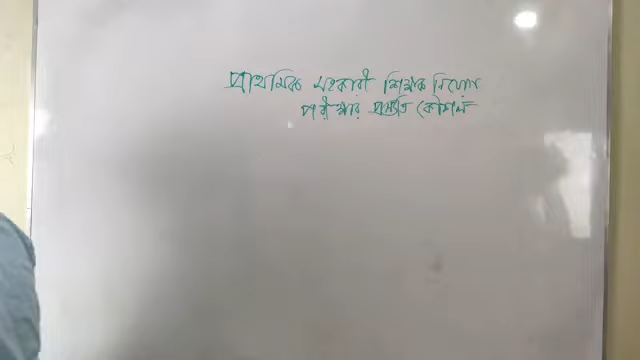 প্রাথমিক সহকারী শিক্ষক নিয়োগ
পরীক্ষার প্রস্তুতি কৌশল